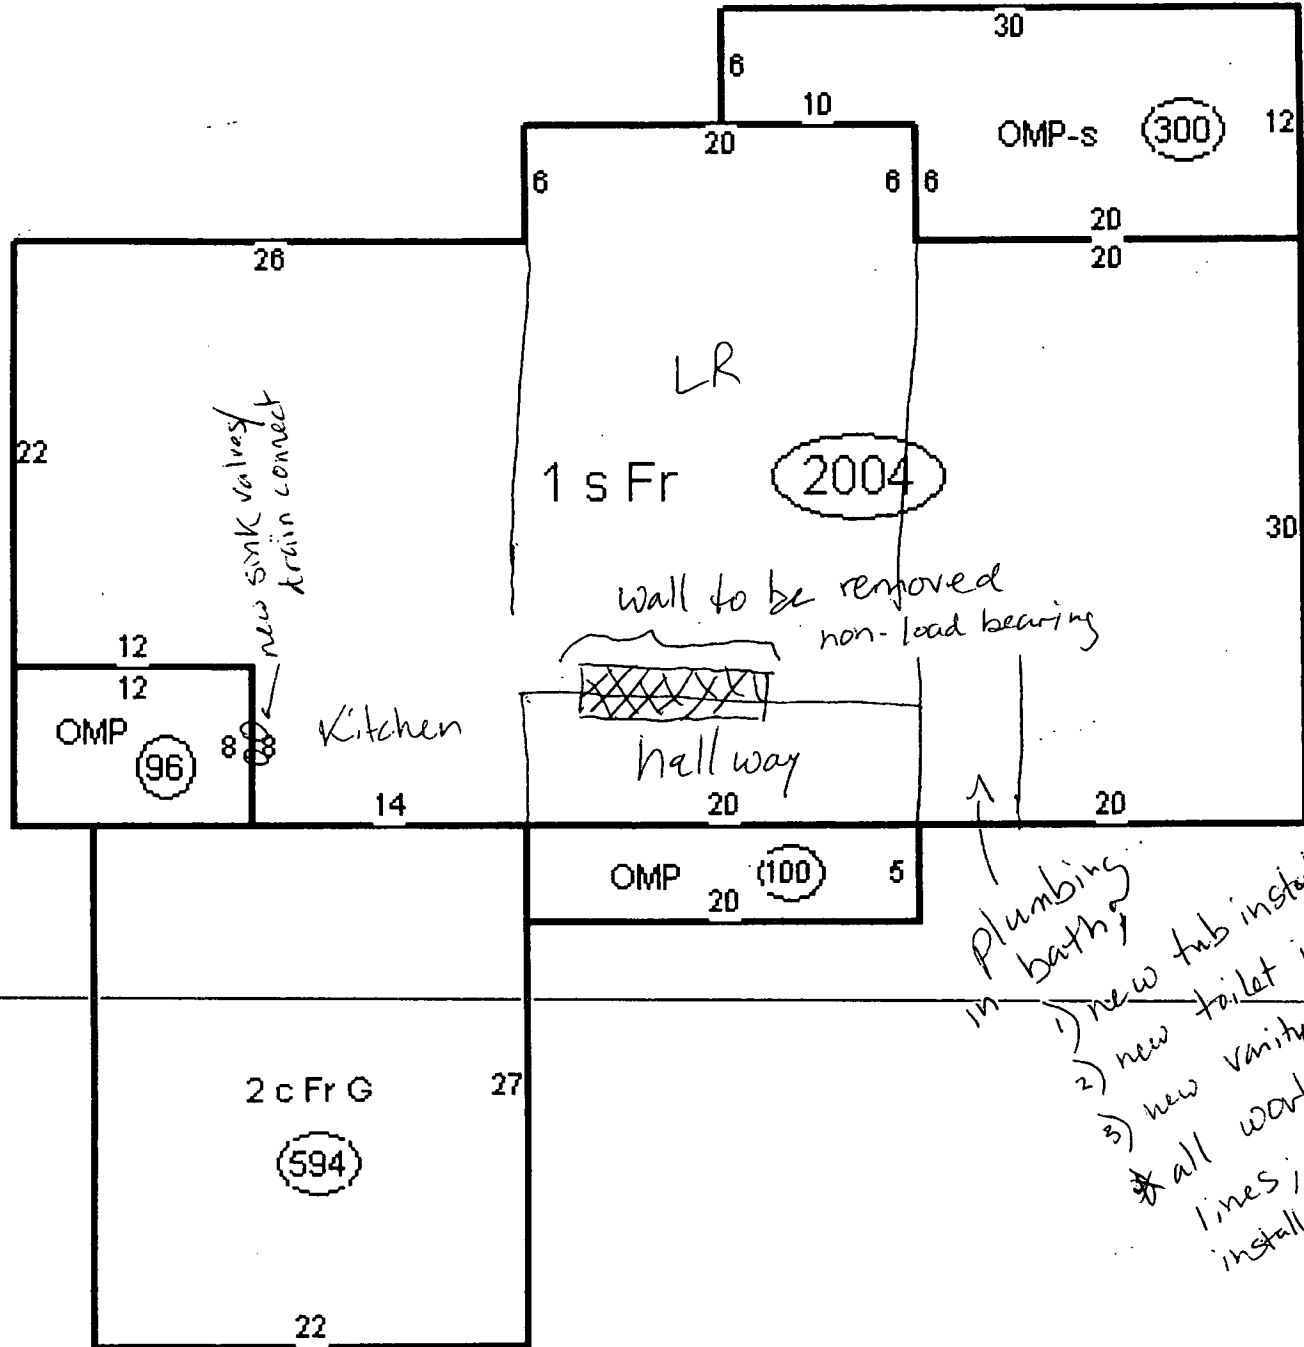 30
6
10
OMP-s
300
12
20
6
6
6
20
26
20
LR
22
1 s Fr
2004
new sink valves/
drain connect
30
wall to be removed
non-load bearing
12
12
OMP
96
8
8
Kitchen
hallway
14
20
20
OMP
100
5
20
plumbing
in bath;
1) new tub insta
2) new toilet i
3) new vanity
* all wor
lines;
install
2 c Fr G
27
594
22